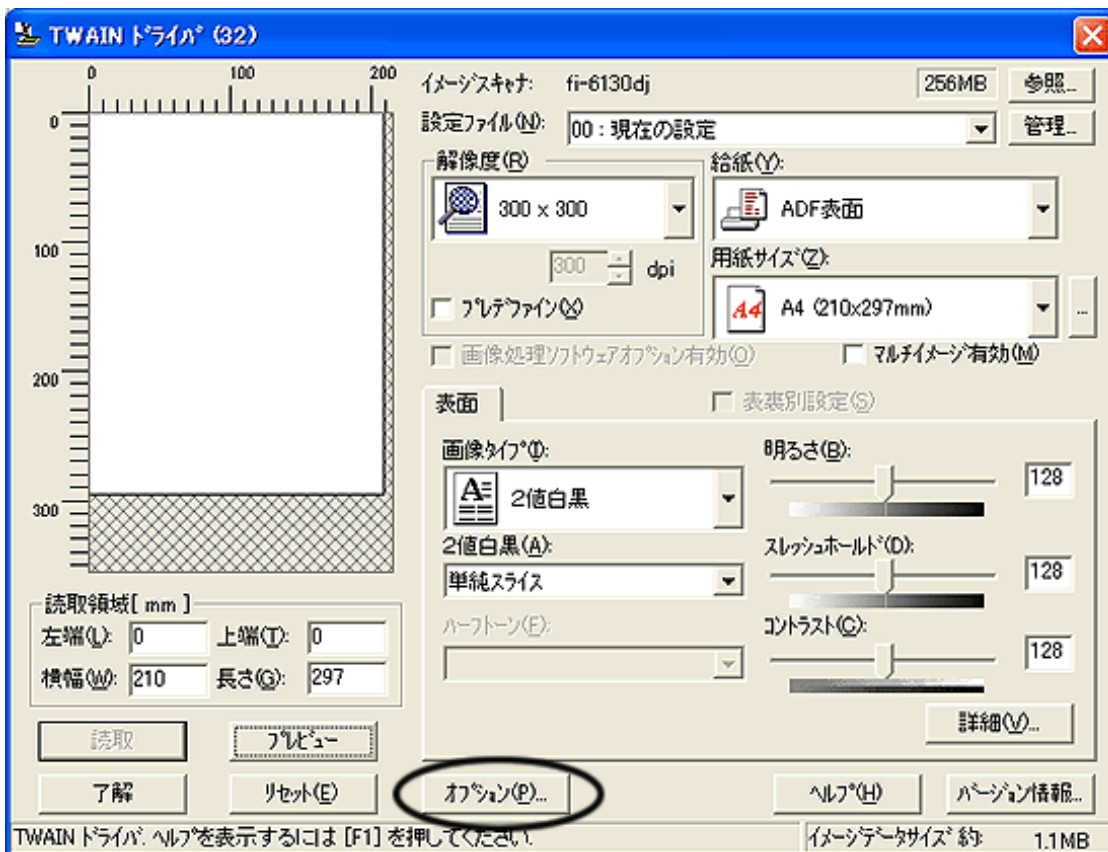 TWAIN ﾄﾞﾗｲﾊﾞ (32)
0 100 200
0
100
200
300
ｲﾒｰｼﾞｽｷｬﾅ: fi-6130dj 256MB 参照...
設定ﾌｧｲﾙ(N): 00 : 現在の設定 管理...
解像度(R)
300 x 300
300 dpi
ﾌﾟﾚﾃﾞﾌｧｲﾝ(X)
給紙(Y):
ADF表面
用紙ｻｲｽﾞ(Z):
A4 A4 (210x297mm) ...
画像処理ｿﾌﾄｳｪｱｵﾌﾟｼｮﾝ有効(O) ﾏﾙﾁｲﾒｰｼﾞ有効(M)
表面 表裏別設定(S)
画像ﾀｲﾌﾟ(I):
A 2値白黒
2値白黒(A):
単純ｽﾗｲｽ
ﾊｰﾌﾄｰﾝ(F):
明るさ(B):
128
ｽﾚｯｼｭﾎｰﾙﾄﾞ(D):
128
ｺﾝﾄﾗｽﾄ(C):
128
詳細(V)...
読取領域[ mm ]
左端(L): 0 上端(T): 0
横幅(W): 210 長さ(G): 297
読取 ﾌﾟﾚﾋﾞｭｰ
了解 ﾘｾｯﾄ(E) ｵﾌﾟｼｮﾝ(P)... ﾍﾙﾌﾟ(H) ﾊﾞｰｼﾞｮﾝ情報...
TWAIN ﾄﾞﾗｲﾊﾞ. ﾍﾙﾌﾟを表示するには [F1] を押してください. ｲﾒｰｼﾞﾃﾞｰﾀｻｲｽﾞ 約: 1.1MB